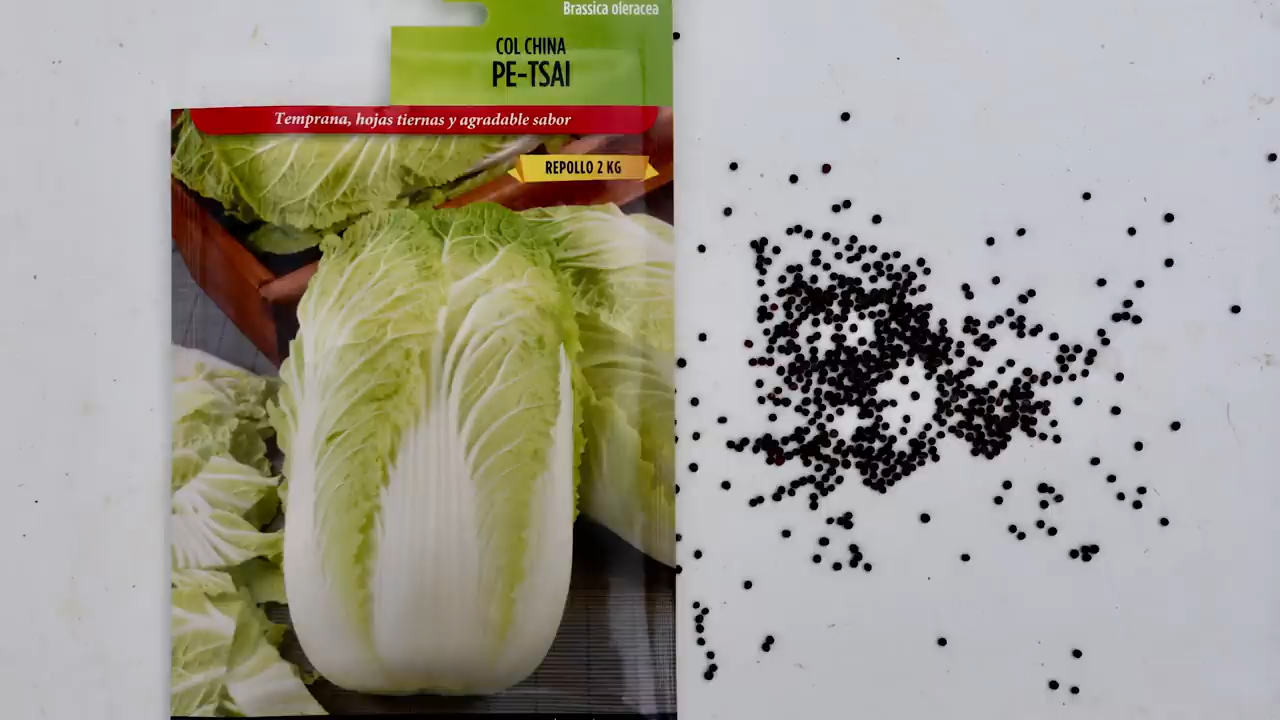 Brassica oleracea
COL CHINA
PE-TSAI
Temprana, hojas tiernas y agradable sabor
REPOLLO 2 KG